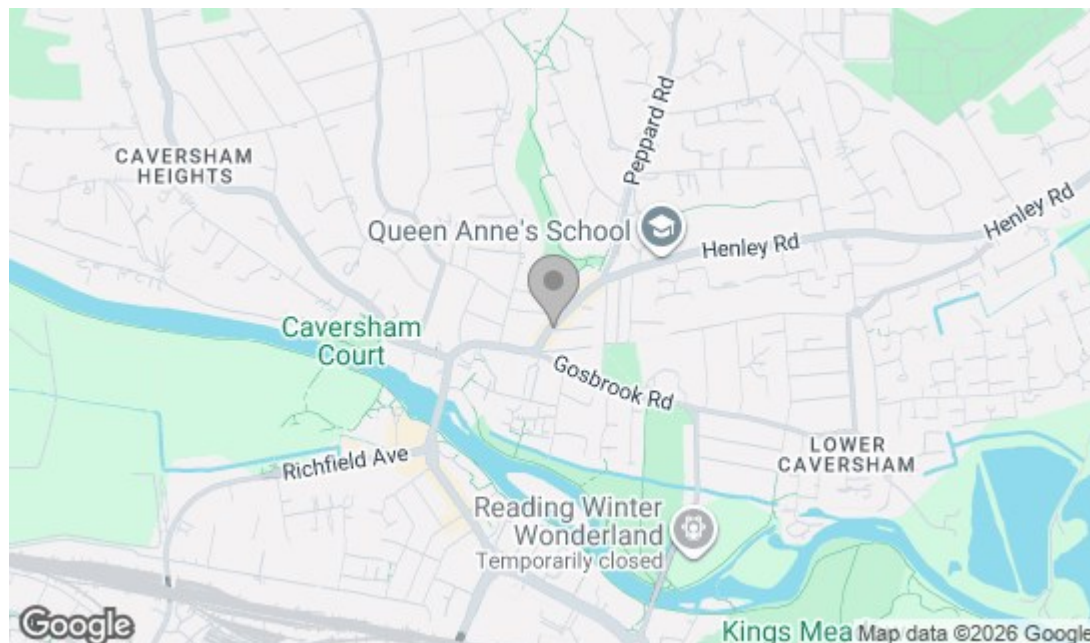 Peppard Rd
CAVERSHAM
HEIGHTS
Queen Anne's School
Henley Rd
Henley Rd
Caversham
Court
Gosbrook Rd
LOWER
CAVERSHAM
Richfield Ave
Reading Winter
Wonderland
Temporarily closed
Google
Kings Mea
Map data ©2026 Google